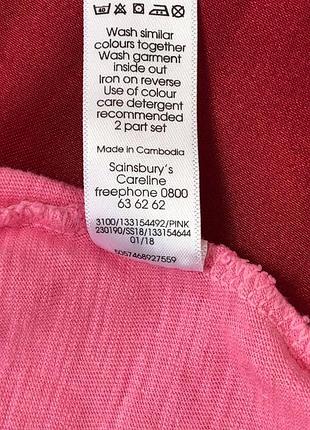 40
Wash similar
colours together
Wash garment
inside out
Iron on reverse
Use of colour
care detergent
recommended
2 part set
Made in Cambodia
Sainsbury's
Careline
freephone 0800
63 62 62
3100/133154492/PINK
230190/SS18/133154644
01/18
5057468927559